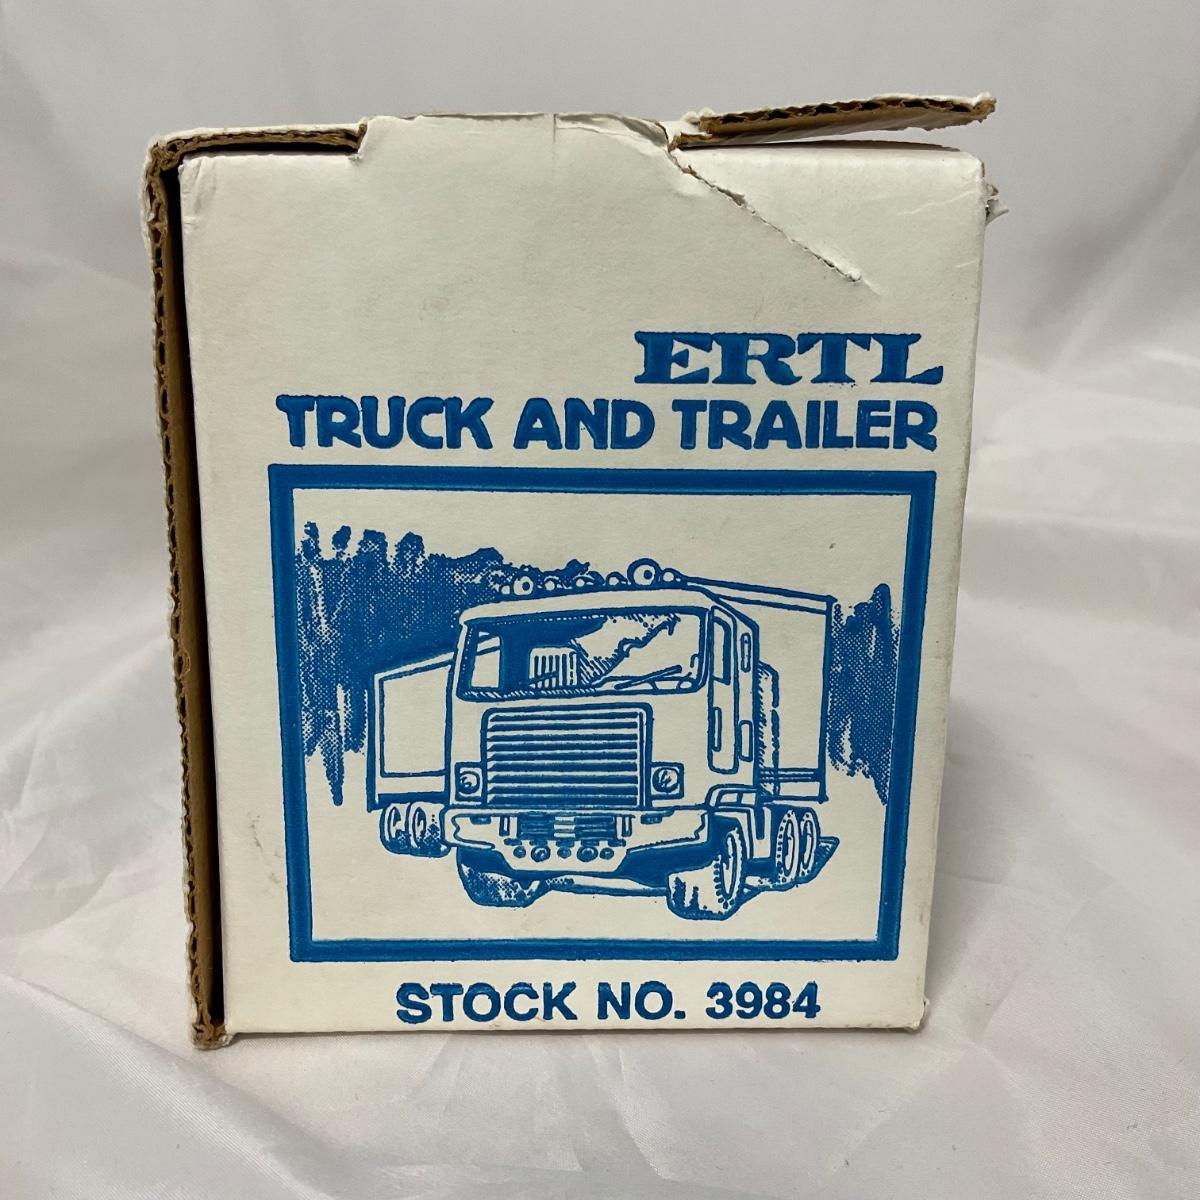 ERTL
TRUCK AND TRAILER
STOCK NO. 3984